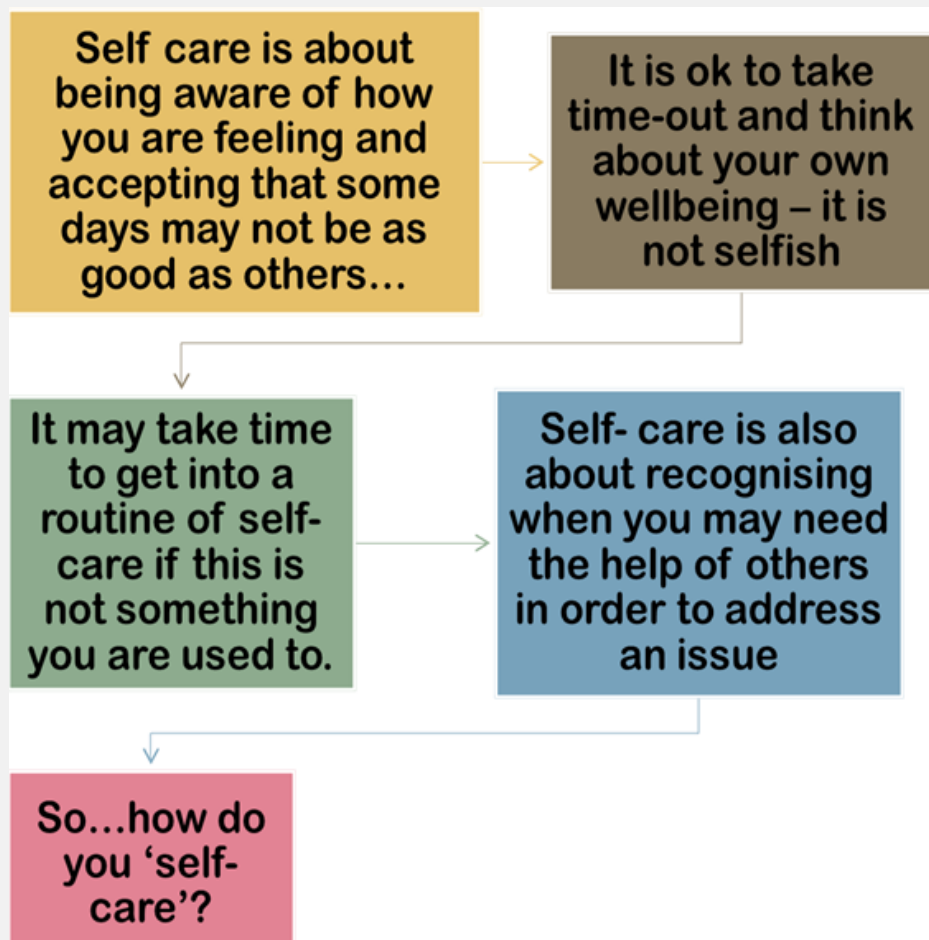 Self care is about
being aware of how
you are feeling and
accepting that some
days may not be as
good as others…
It is ok to take
time-out and think
about your own
wellbeing – it is
not selfish
It may take time
to get into a
routine of self-
care if this is
not something
you are used to.
Self- care is also
about recognising
when you may need
the help of others
in order to address
an issue
So…how do
you ‘self-
care’?